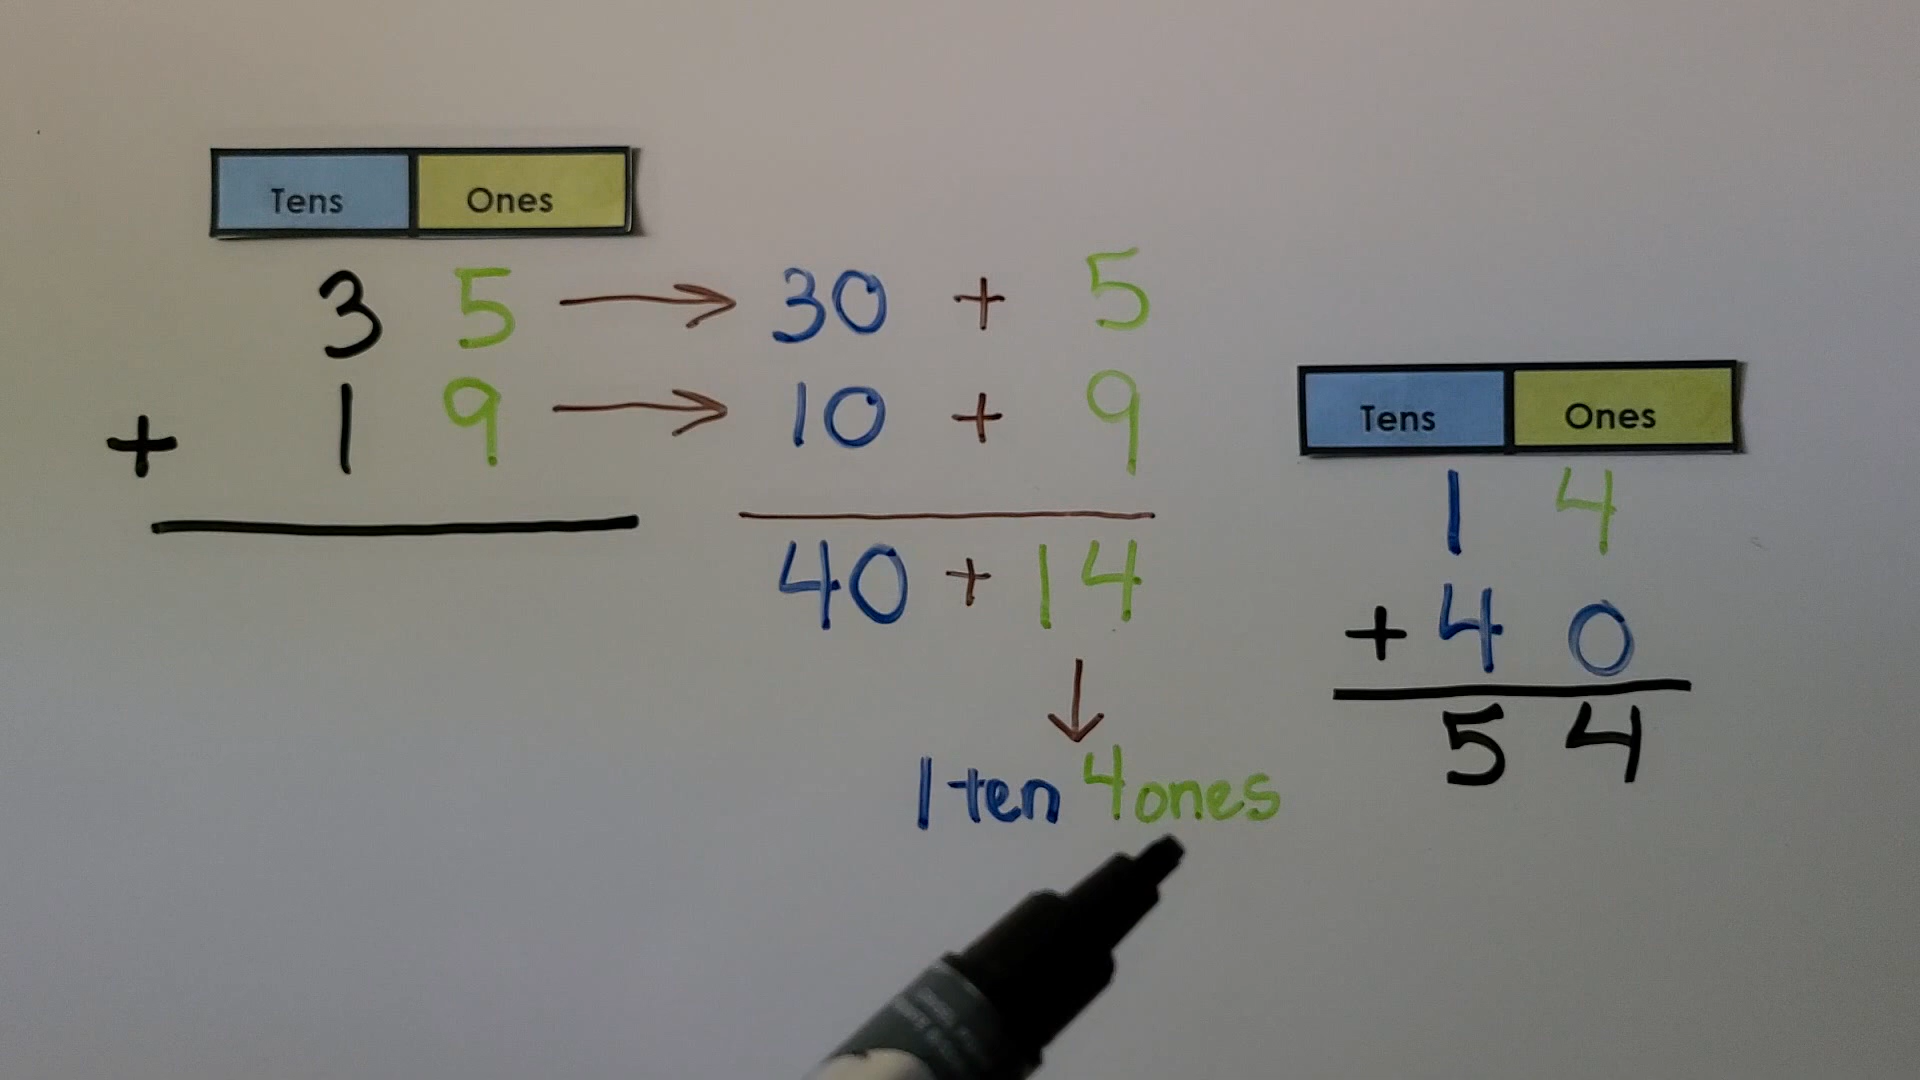 Tens Ones
3 5 → 30 + 5
+ 1 9 → 10 + 9
40 + 14
↓
1 ten 4 ones
Tens Ones
1 4
+ 4 0
5 4